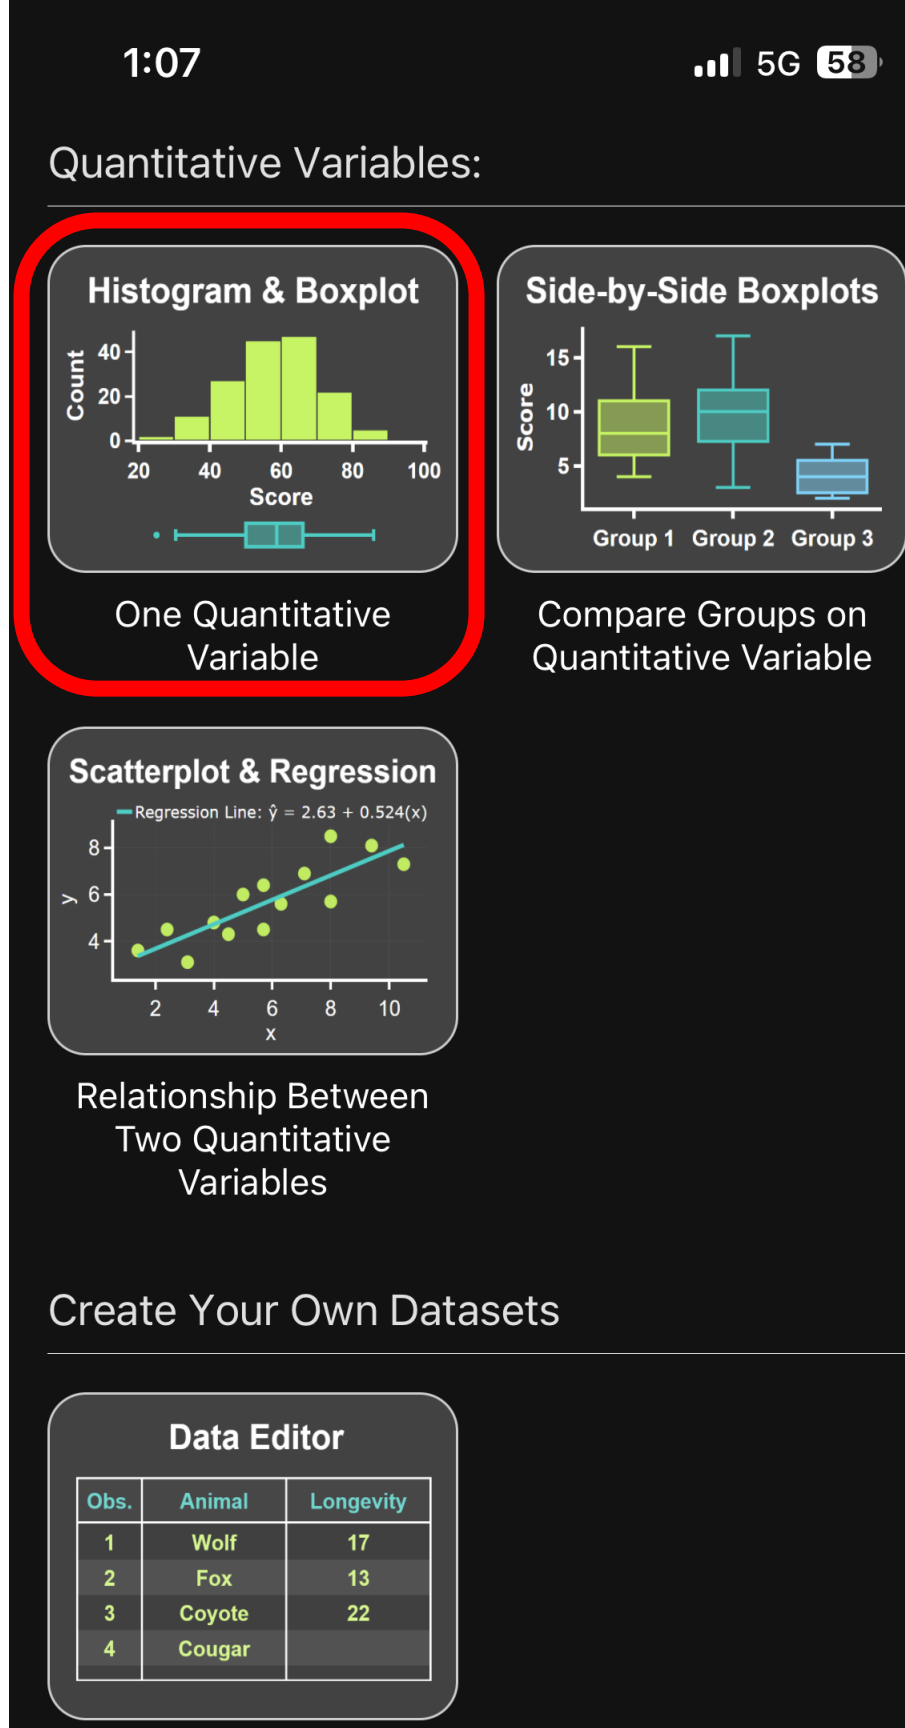 1:07
5G 58
Quantitative Variables:
Histogram & Boxplot
Count
40
20
0
20 40 60 80 100
Score
One Quantitative
Variable
Side-by-Side Boxplots
Score
15
10
5
Group 1 Group 2 Group 3
Compare Groups on
Quantitative Variable
Scatterplot & Regression
Regression Line: ŷ = 2.63 + 0.524(x)
y
8
6
4
2 4 6 8 10
x
Relationship Between
Two Quantitative
Variables
Create Your Own Datasets
Data Editor
Obs. Animal Longevity
1 Wolf 17
2 Fox 13
3 Coyote 22
4 Cougar